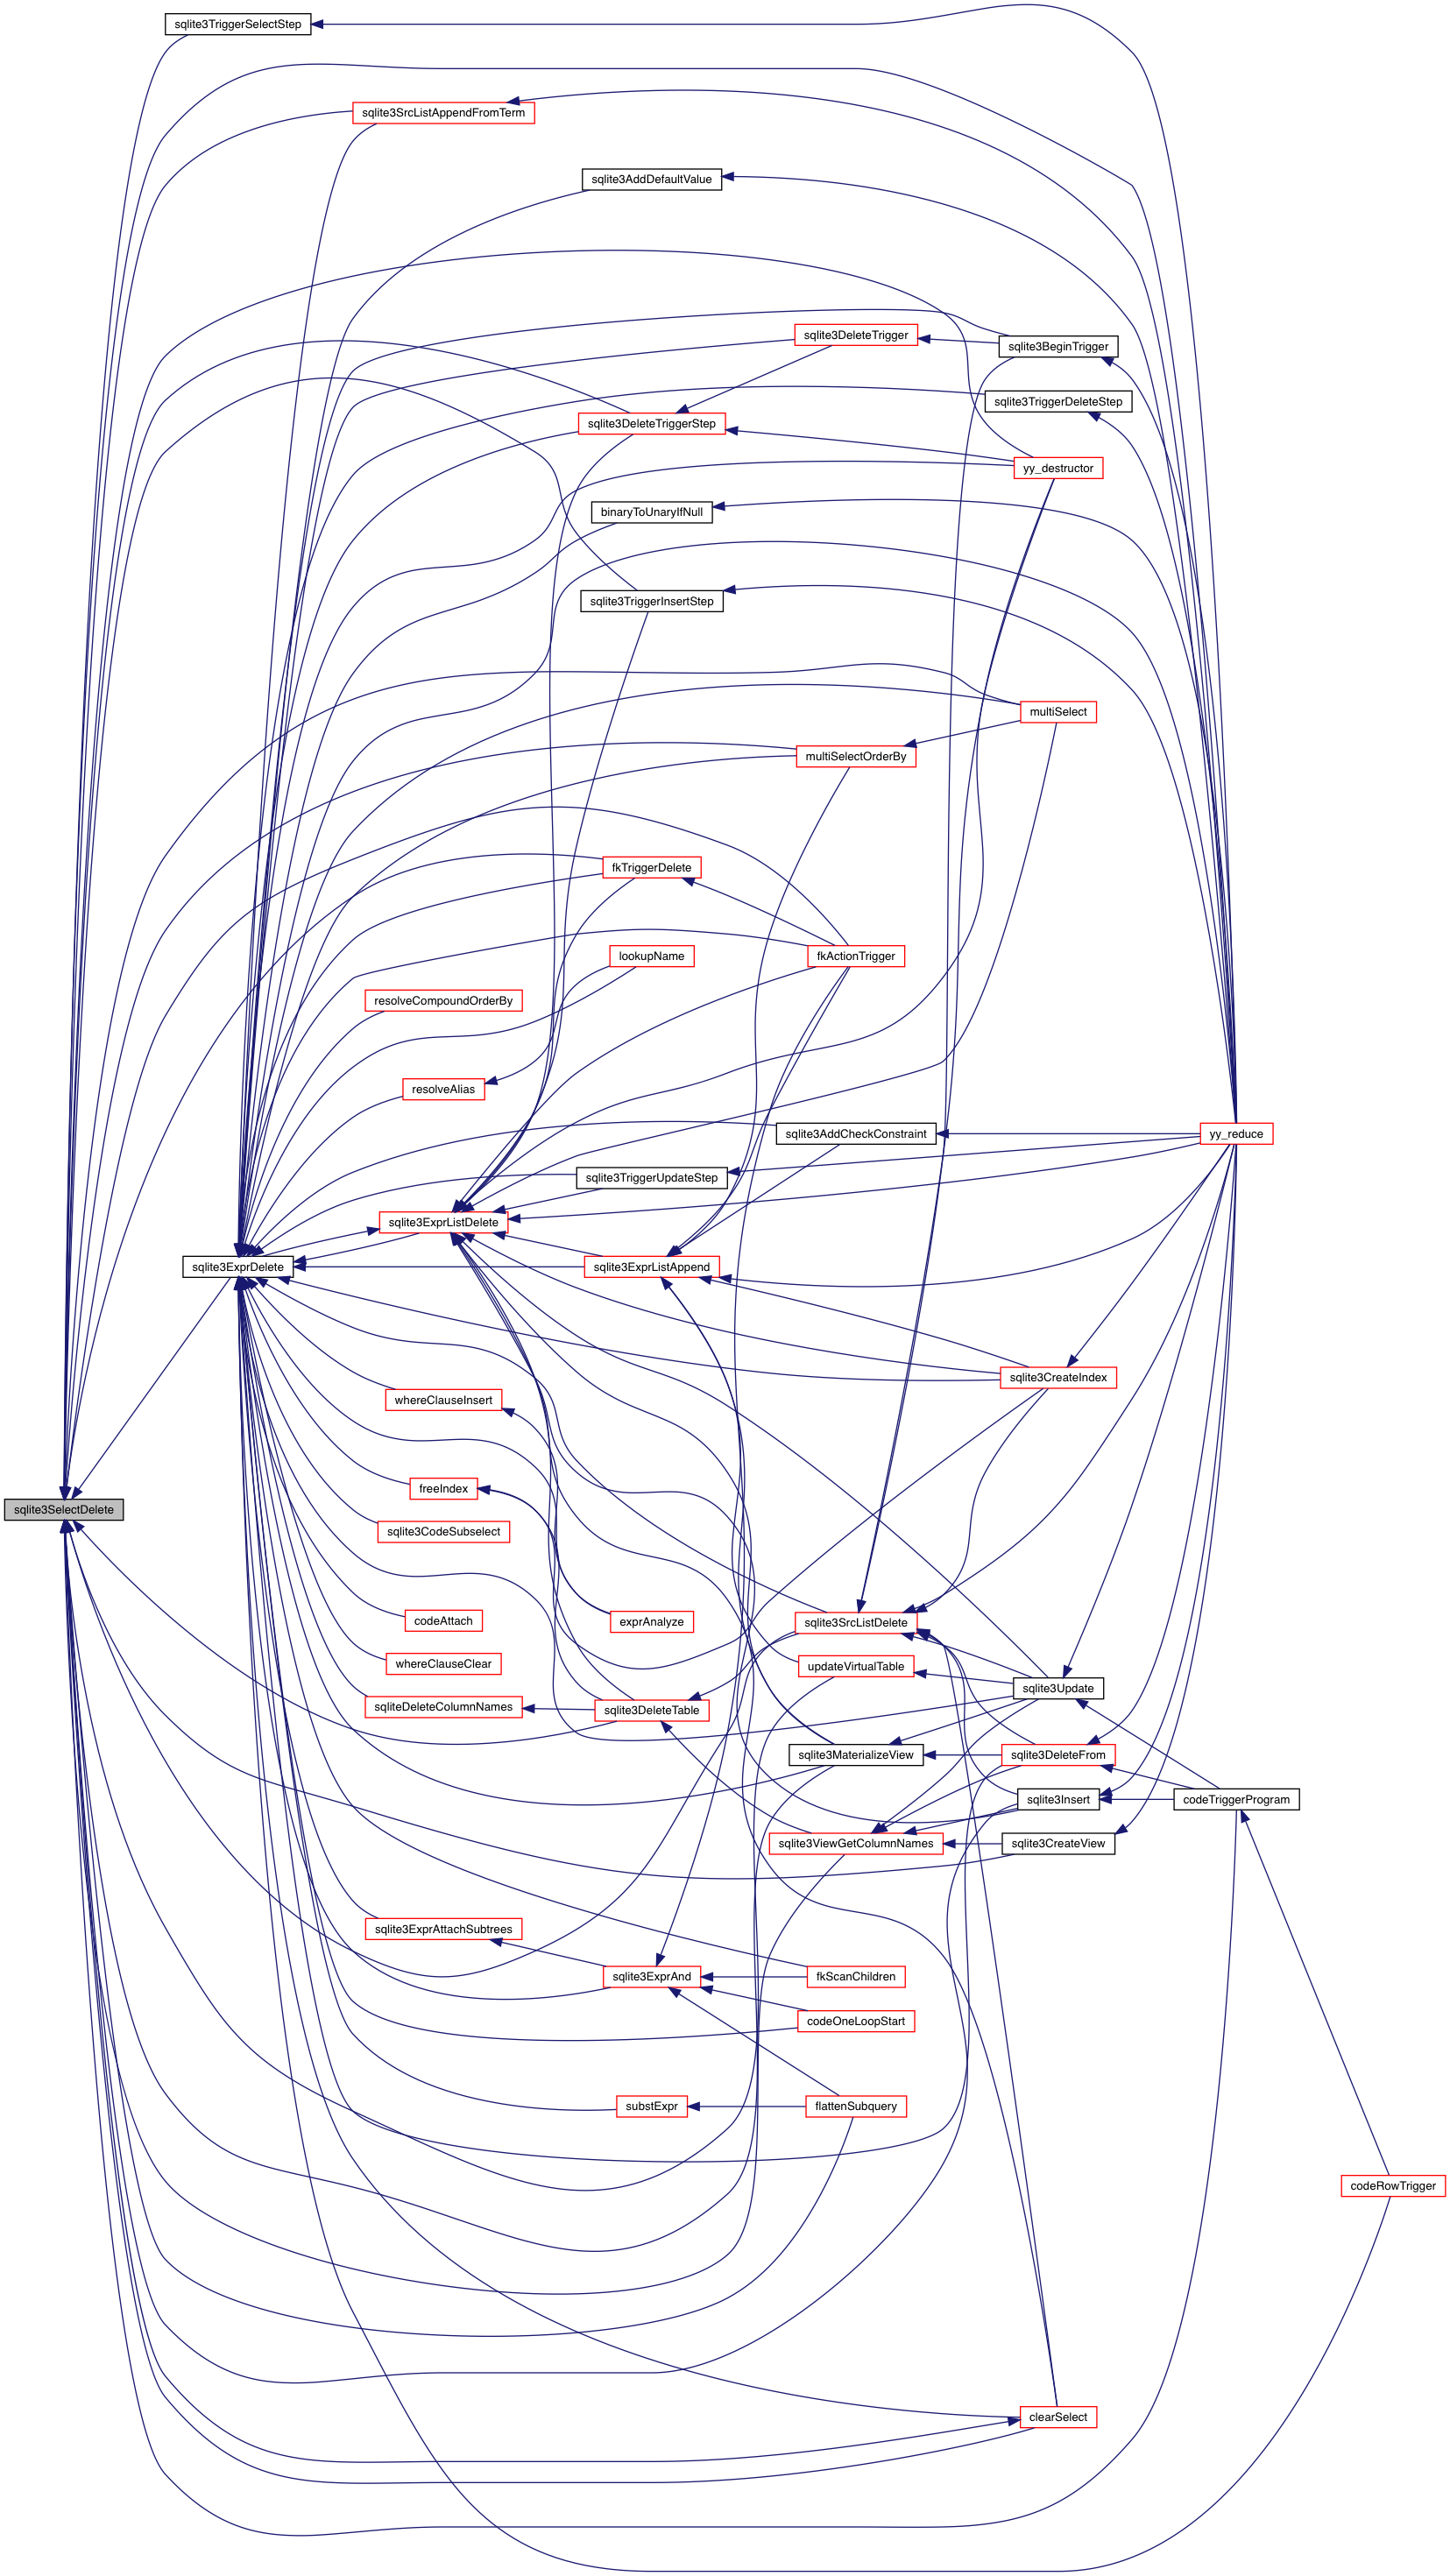 sqlite3TriggerSelectStep
sqlite3SrcListAppendFromTerm
sqlite3AddDefaultValue
sqlite3DeleteTrigger
sqlite3BeginTrigger
sqlite3TriggerDeleteStep
sqlite3DeleteTriggerStep
yy_destructor
binaryToUnaryIfNull
sqlite3TriggerInsertStep
multiSelect
multiSelectOrderBy
fkTriggerDelete
lookupName
fkActionTrigger
resolveCompoundOrderBy
resolveAlias
sqlite3AddCheckConstraint
yy_reduce
sqlite3TriggerUpdateStep
sqlite3ExprListDelete
sqlite3ExprDelete
sqlite3ExprListAppend
sqlite3CreateIndex
whereClauseInsert
freeIndex
sqlite3SelectDelete
sqlite3CodeSubselect
codeAttach
exprAnalyze
sqlite3SrcListDelete
whereClauseClear
updateVirtualTable
sqlite3Update
sqliteDeleteColumnNames
sqlite3DeleteTable
sqlite3MaterializeView
sqlite3DeleteFrom
sqlite3Insert
codeTriggerProgram
sqlite3ViewGetColumnNames
sqlite3CreateView
sqlite3ExprAttachSubtrees
sqlite3ExprAnd
fkScanChildren
codeOneLoopStart
substExpr
flattenSubquery
codeRowTrigger
clearSelect